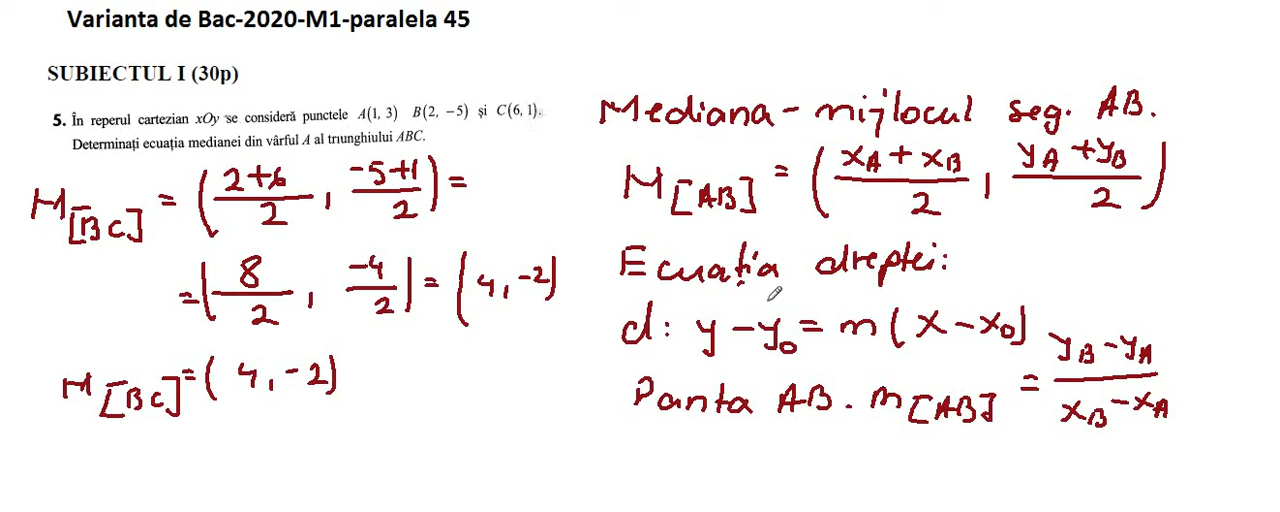 Varianta de Bac-2020-M1-paralela 45
SUBIECTUL I (30p)
5. În reperul cartezian xOy se consideră punctele A(1, 3) B(2, −5) și C(6, 1).
Determinați ecuația medianei din vârful A al triunghiului ABC.
M[BC] = (2+6/2, -5+1/2) =
= (8/2, -4/2) = (4, -2)
M[BC] = (4, -2)
Mediana - mijlocul seg. AB.
M[AB] = (xA + xB/2, yA + yB/2)
Ecuația dreptei:
d: y - y0 = m(x - x0)
Panta AB. m[AB] = yB - yA/xB - xA